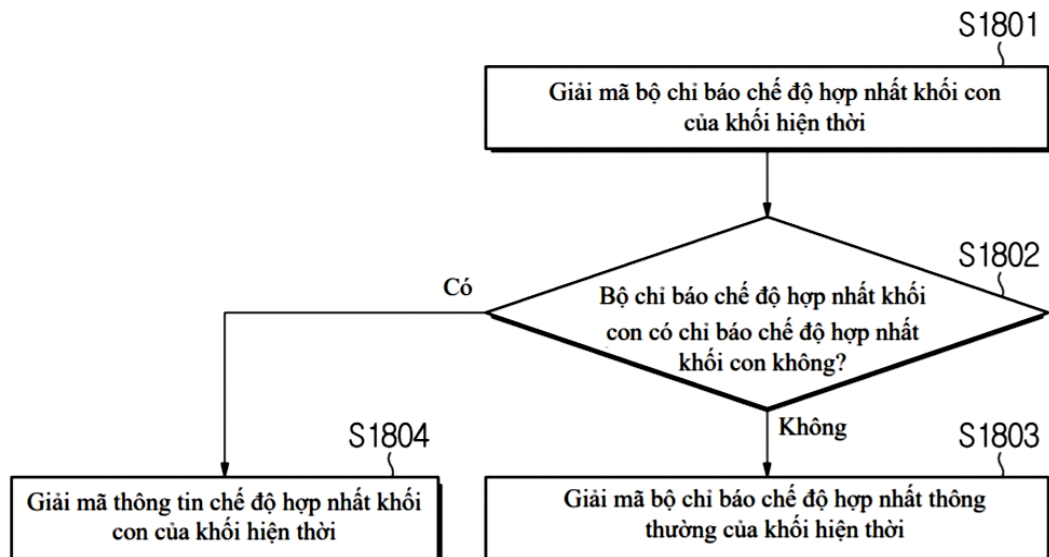 S1801
Giải mã bộ chỉ báo chế độ hợp nhất khối con
của khối hiện thời
S1802
Có
Bộ chỉ báo chế độ hợp nhất khối
con có chỉ báo chế độ hợp nhất
khối con không?
Không
S1804
S1803
Giải mã thông tin chế độ hợp nhất khối
con của khối hiện thời
Giải mã bộ chỉ báo chế độ hợp nhất thông
thường của khối hiện thời